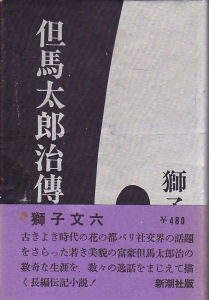 但馬太郎治傳
獅子
獅子文六
￥480
古きよき時代の花の都パリ社交界の話題
をさらった若き美貌の富豪但馬太郎治の
数奇な生涯を、数々の逸話をまじえて描
く長編伝記小説！
新潮社版